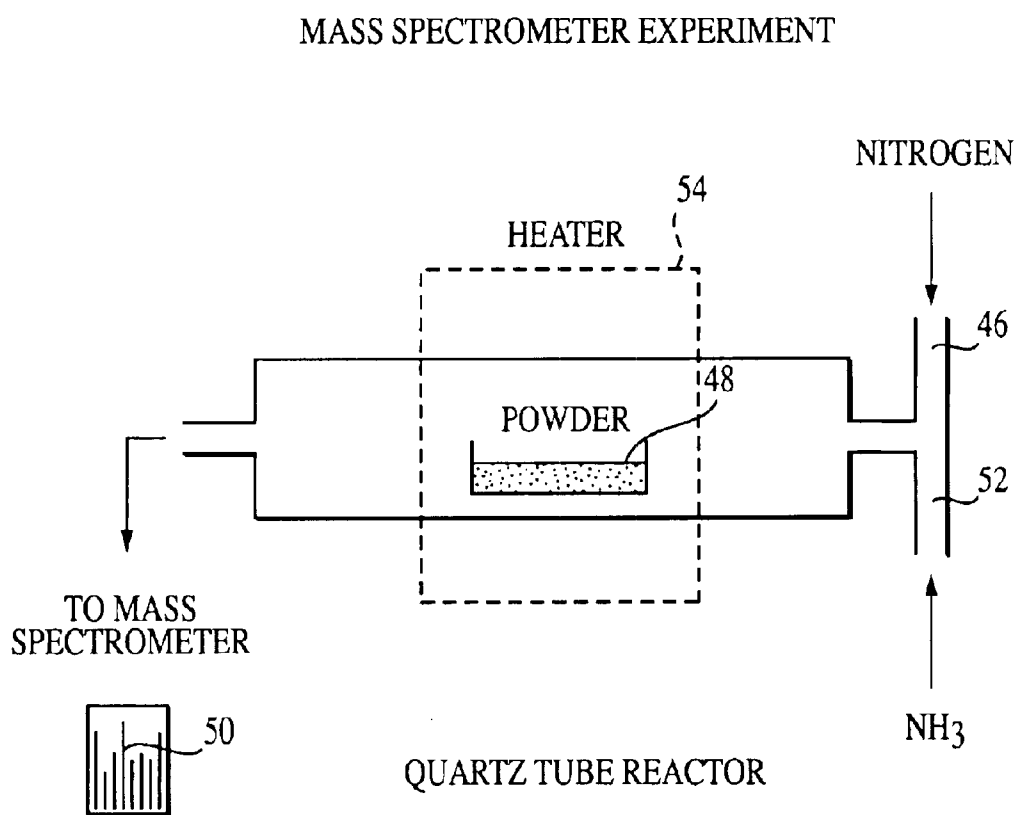 MASS SPECTROMETER EXPERIMENT
NITROGEN
54
HEATER
46
48
POWDER
52
TO MASS
SPECTROMETER
50
NH3
QUARTZ TUBE REACTOR